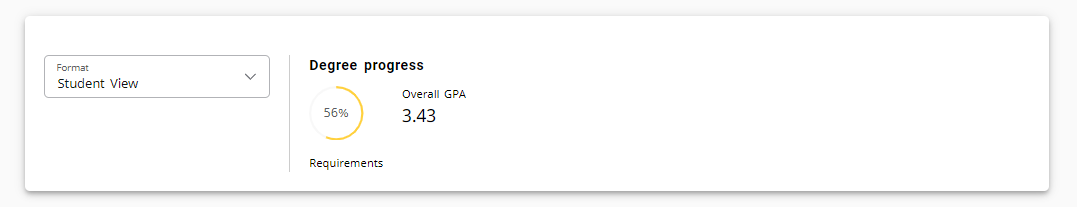 Format
Student View
Degree progress
56%
Overall GPA
3.43
Requirements